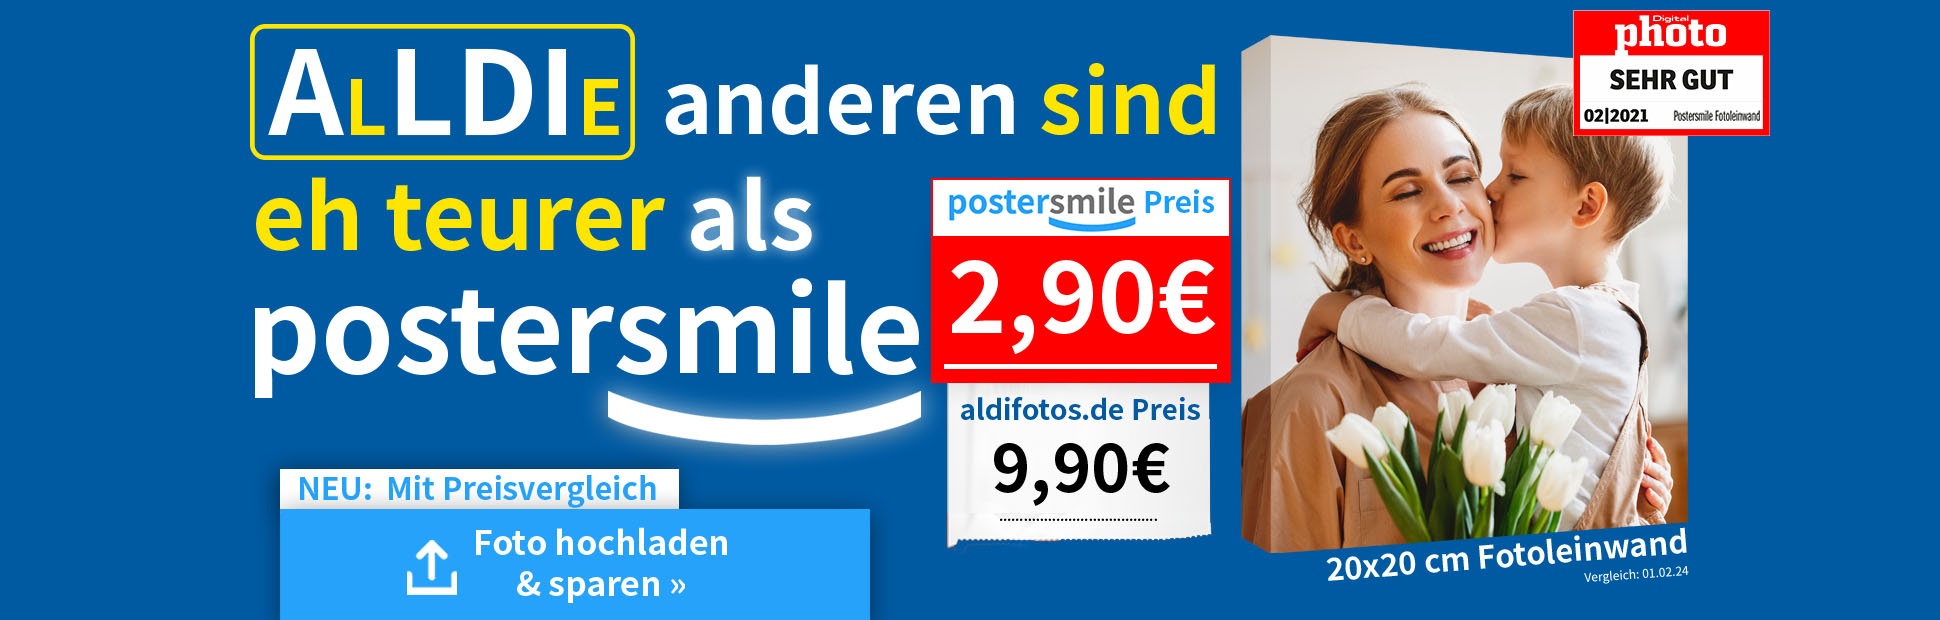 ALLDIE anderen sind
eh teurer als
postersmile
postersmile Preis
2,90€
aldifotos.de Preis
9,90€
NEU: Mit Preisvergleich
Foto hochladen
& sparen »
Digital
photo
SEHR GUT
02|2021 Postersmile Fotoleinwand
20x20 cm Fotoleinwand
Vergleich: 01.02.24